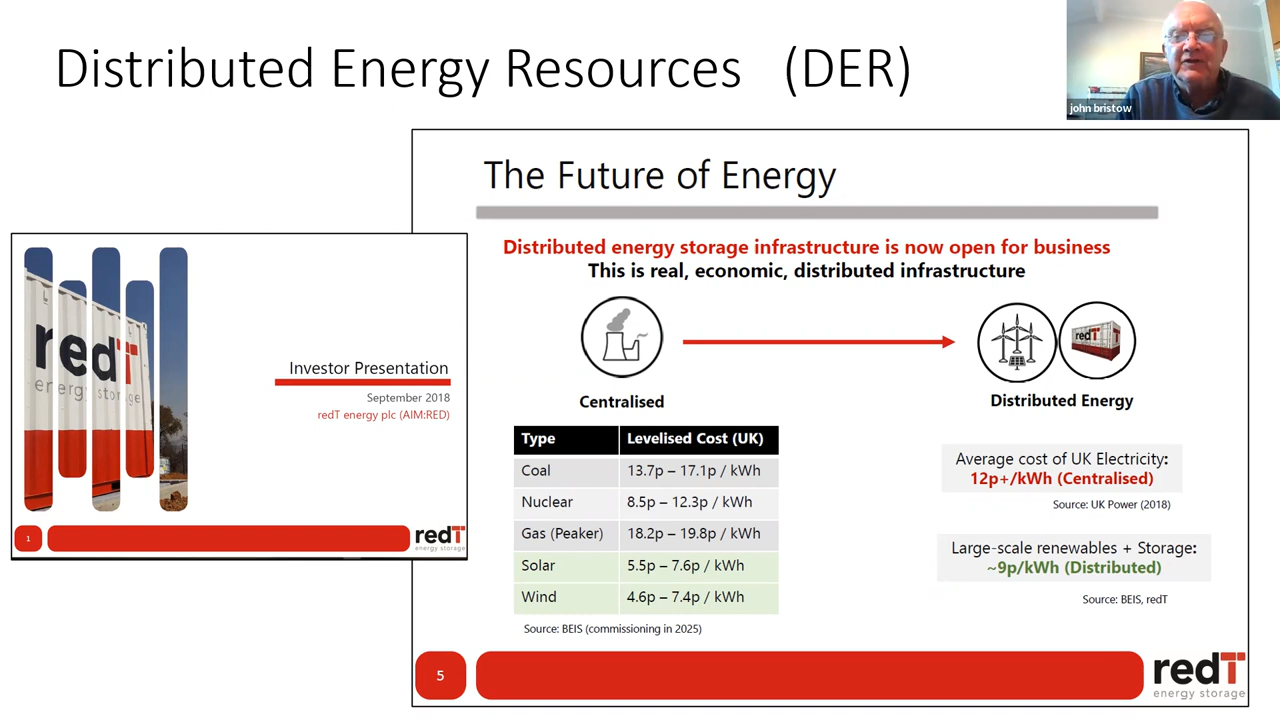 Distributed Energy Resources (DER)
john bristow
The Future of Energy
Distributed energy storage infrastructure is now open for business
This is real, economic, distributed infrastructure
redT
Centralised
Distributed Energy
Type Levelised Cost (UK)
Coal 13.7p – 17.1p / kWh
Nuclear 8.5p – 12.3p / kWh
Gas (Peaker) 18.2p – 19.8p / kWh
Solar 5.5p – 7.6p / kWh
Wind 4.6p – 7.4p / kWh
Source: BEIS (commissioning in 2025)
Average cost of UK Electricity:
12p+/kWh (Centralised)
Source: UK Power (2018)
Large-scale renewables + Storage:
~9p/kWh (Distributed)
Source: BEIS, redT
5
redT
energy storage
redT
energy storage
Investor Presentation
September 2018
redT energy plc (AIM:RED)
1
redT
energy storage